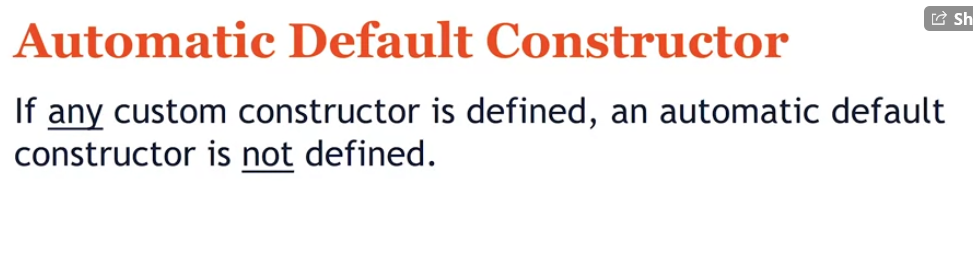 Sh
Automatic Default Constructor
If any custom constructor is defined, an automatic default
constructor is not defined.